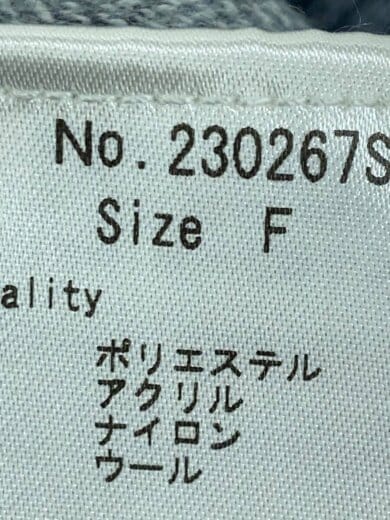 No. 230267S
Size F
ality
ポリエステル
アクリル
ナイロン
ウール